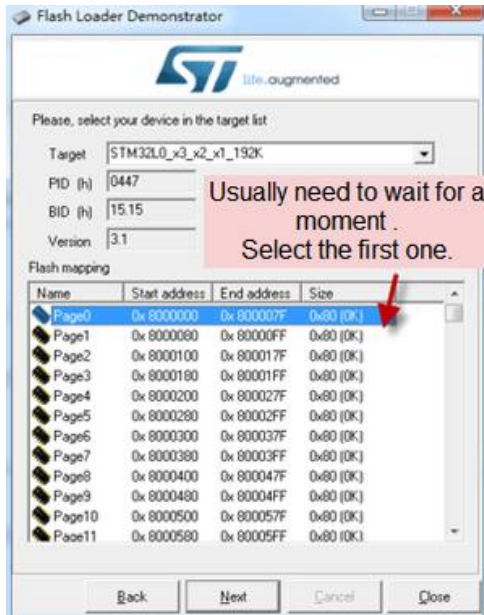 Flash Loader Demonstrator
life.augmented
Please, select your device in the target list
Target STM32L0_x3_x2_x1_192K
PID (h) 0447
BID (h) 15.15
Version 3.1
Usually need to wait for a
moment .
Select the first one.
Flash mapping
Name Start address End address Size
Page0 0x 8000000 0x 800007F 0x80 (0K)
Page1 0x 8000080 0x 80000FF 0x80 (0K)
Page2 0x 8000100 0x 800017F 0x80 (0K)
Page3 0x 8000180 0x 80001FF 0x80 (0K)
Page4 0x 8000200 0x 800027F 0x80 (0K)
Page5 0x 8000280 0x 80002FF 0x80 (0K)
Page6 0x 8000300 0x 800037F 0x80 (0K)
Page7 0x 8000380 0x 80003FF 0x80 (0K)
Page8 0x 8000400 0x 800047F 0x80 (0K)
Page9 0x 8000480 0x 80004FF 0x80 (0K)
Page10 0x 8000500 0x 800057F 0x80 (0K)
Page11 0x 8000580 0x 80005FF 0x80 (0K)
Back Next Cancel Close